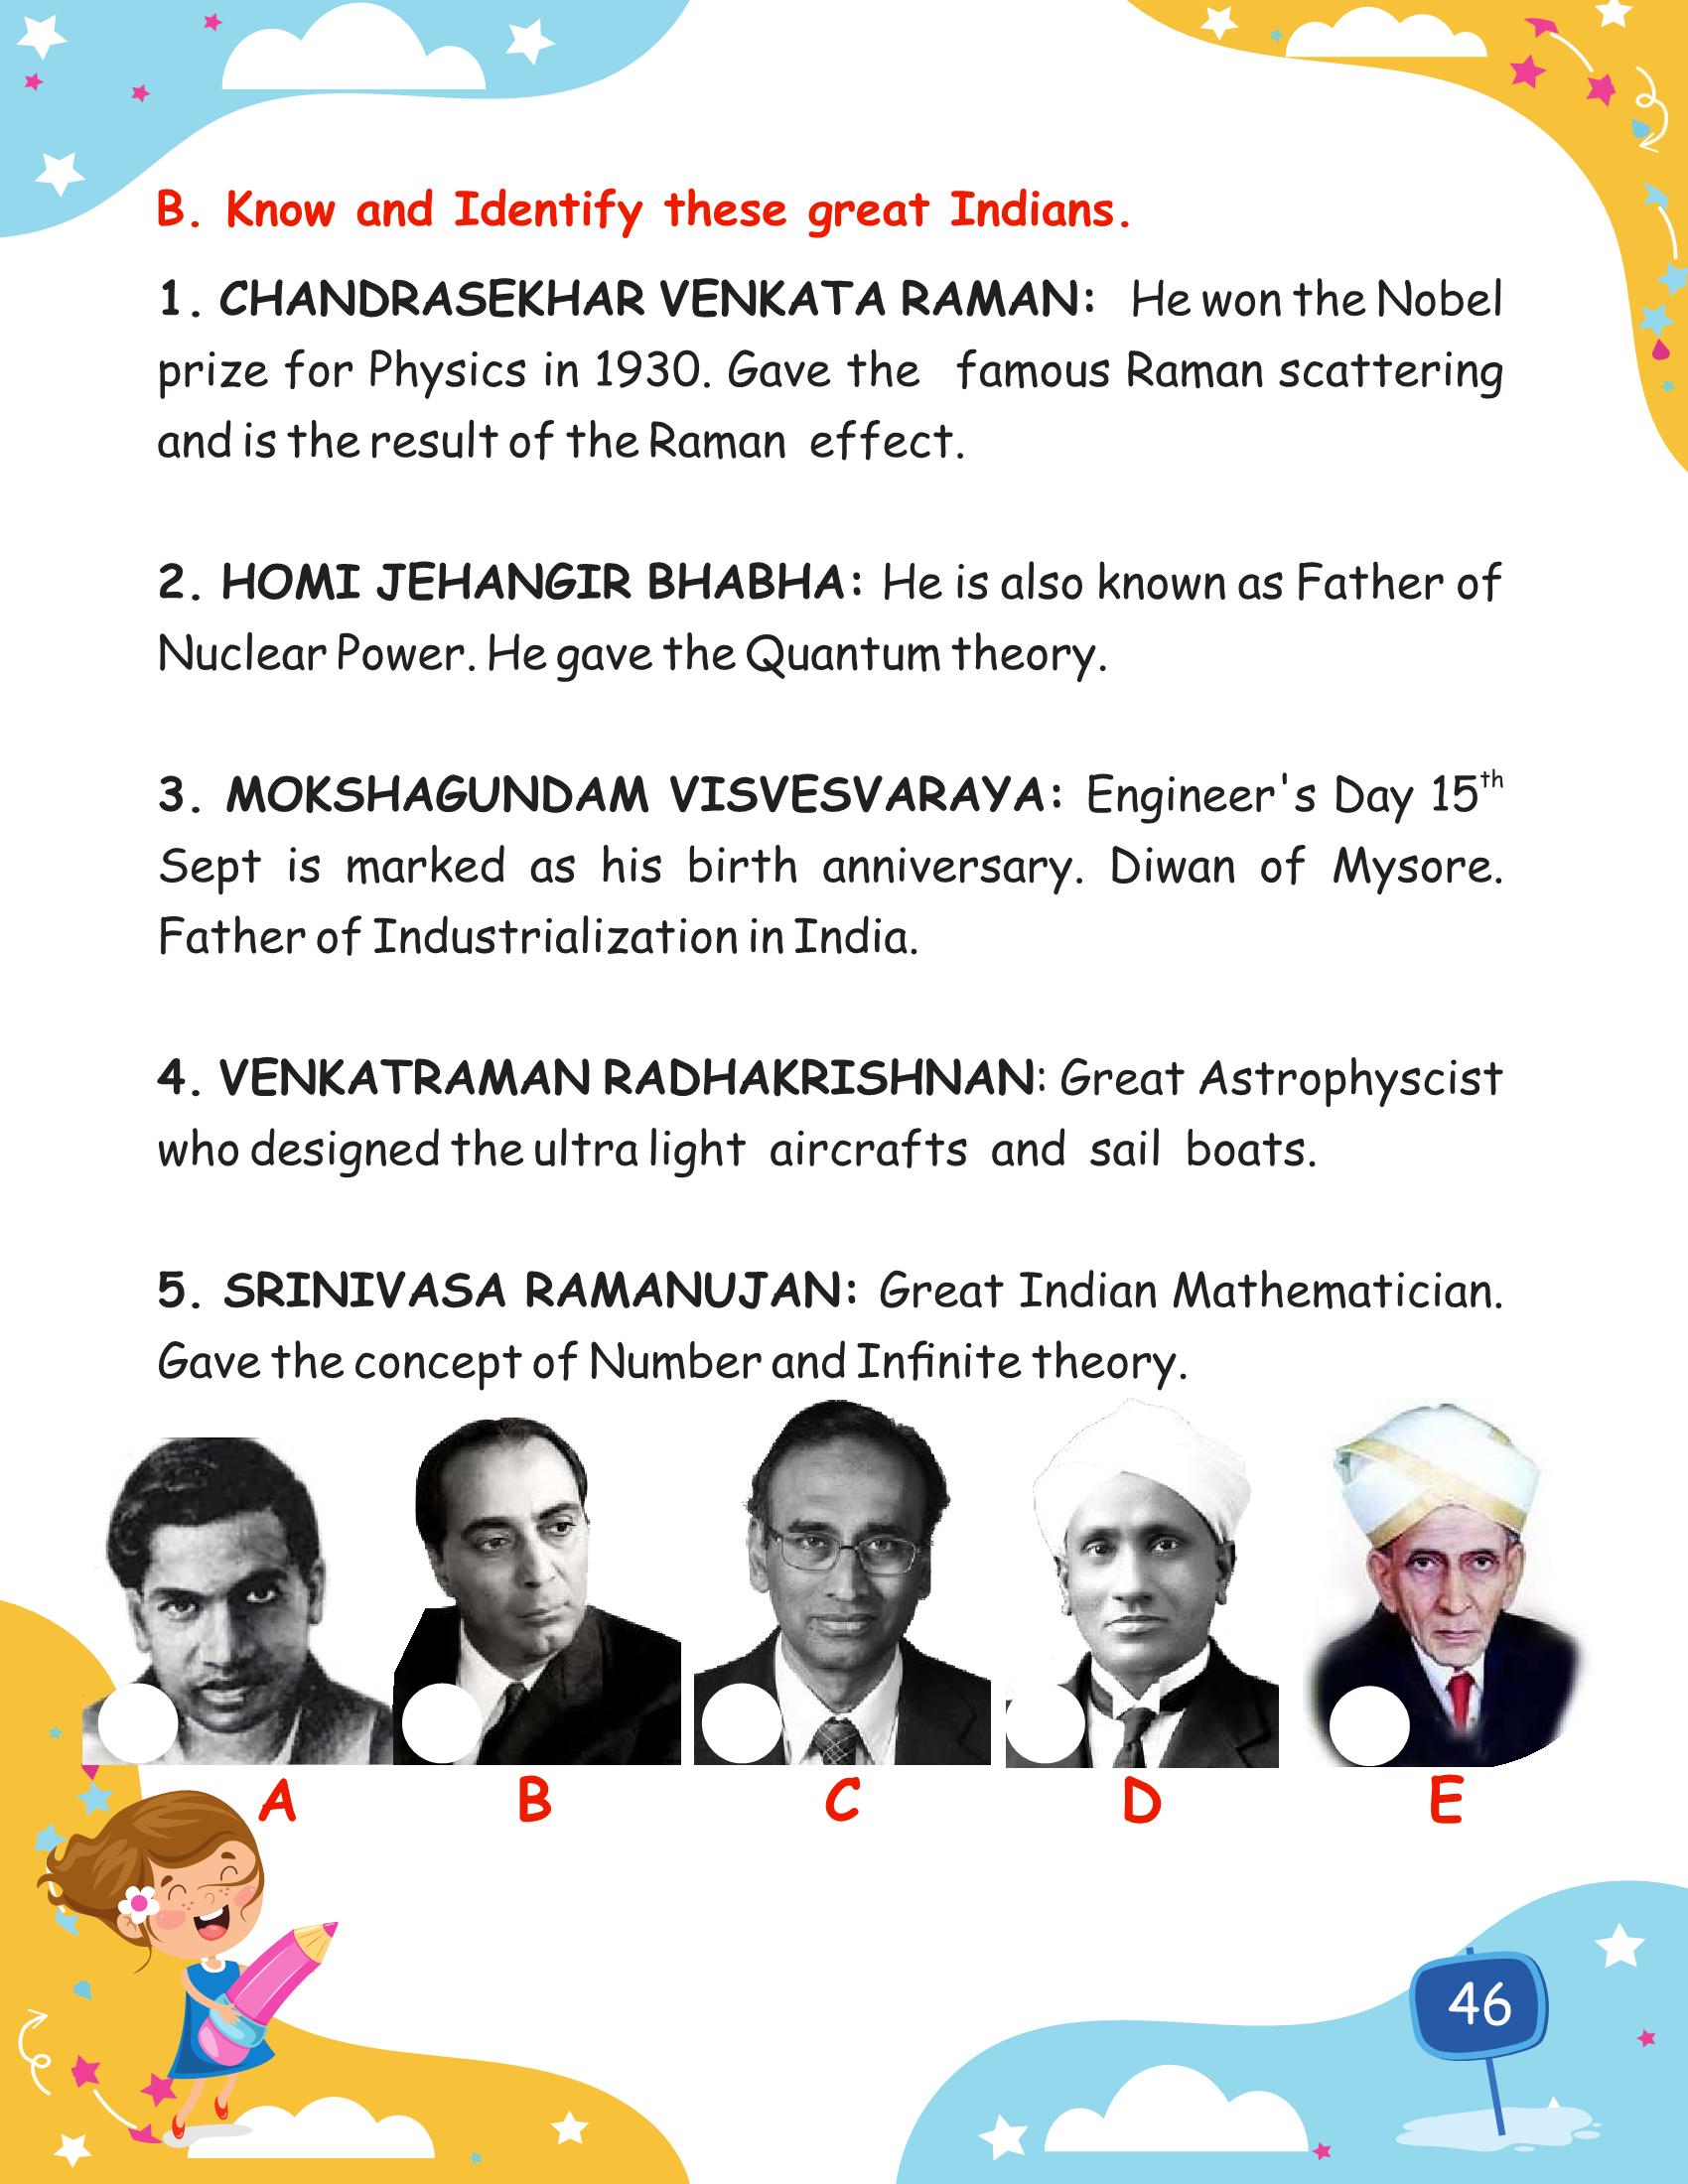 B. Know and Identify these great Indians.
1. CHANDRASEKHAR VENKATA RAMAN: He won the Nobel
prize for Physics in 1930. Gave the famous Raman scattering
and is the result of the Raman effect.
2. HOMI JEHANGIR BHABHA: He is also known as Father of
Nuclear Power. He gave the Quantum theory.
3. MOKSHAGUNDAM VISVESVARAYA: Engineer's Day 15th
Sept is marked as his birth anniversary. Diwan of Mysore.
Father of Industrialization in India.
4. VENKATRAMAN RADHAKRISHNAN: Great Astrophyscist
who designed the ultra light aircrafts and sail boats.
5. SRINIVASA RAMANUJAN: Great Indian Mathematician.
Gave the concept of Number and Infinite theory.
A B C D E
46